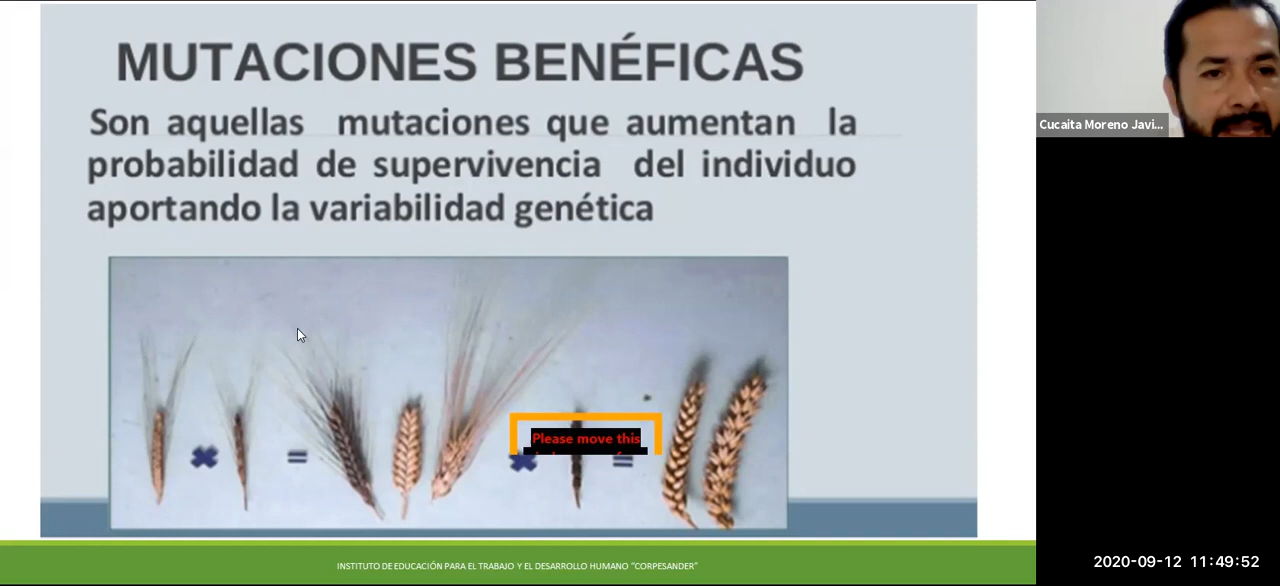 MUTACIONES BENÉFICAS
Son aquellas mutaciones que aumentan la
probabilidad de supervivencia del individuo
aportando la variabilidad genética
Please move this
INSTITUTO DE EDUCACIÓN PARA EL TRABAJO Y EL DESARROLLO HUMANO “CORPESANDER”
Cucaita Moreno Javi...
2020-09-12 11:49:52